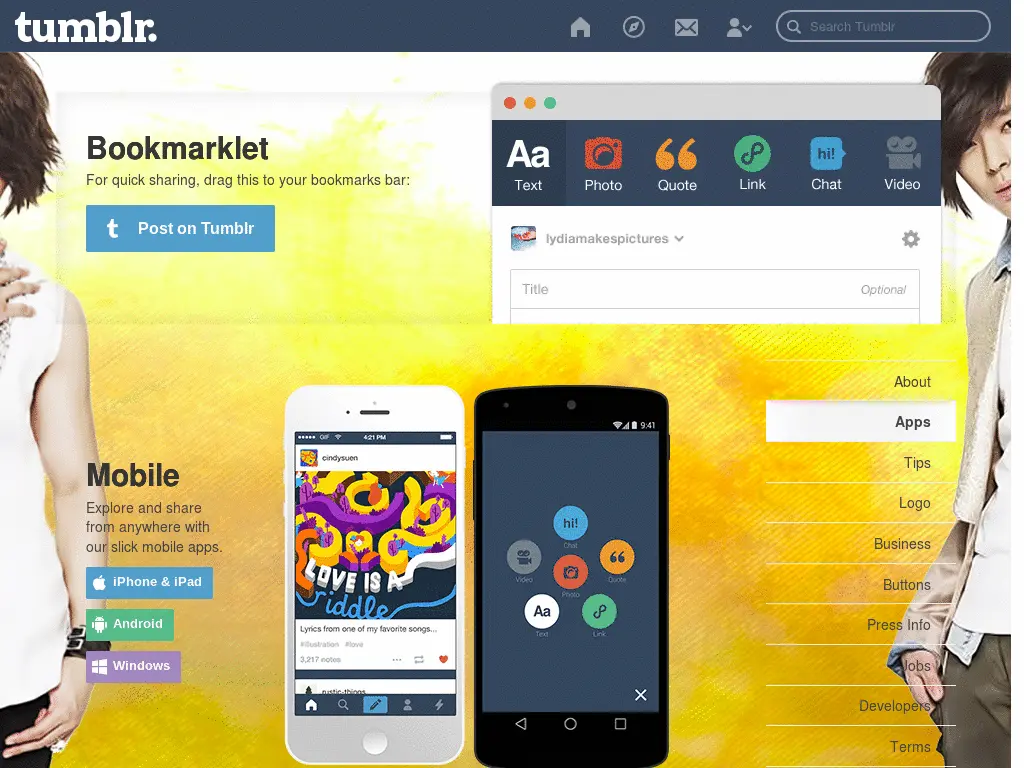 tumblr.
Search Tumblr
Bookmarklet
For quick sharing, drag this to your bookmarks bar:
t Post on Tumblr
Aa
hi!
Text
Photo
Quote
Link
Chat
Video
lydiamakespictures
Title
Optional
About
Apps
Tips
Logo
Business
Buttons
Press Info
Jobs
Developers
Terms
Mobile
Explore and share
from anywhere with
our slick mobile apps.
iPhone & iPad
Android
Windows
GIF
4:21 PM
cindysuen
LOVE IS A
riddle
Lyrics from one of my favorite songs...
#illustration #love
3,217 notes
rustic-things
9:41
hi!
Chat
Video
Quote
Photo
Aa
Text
Link